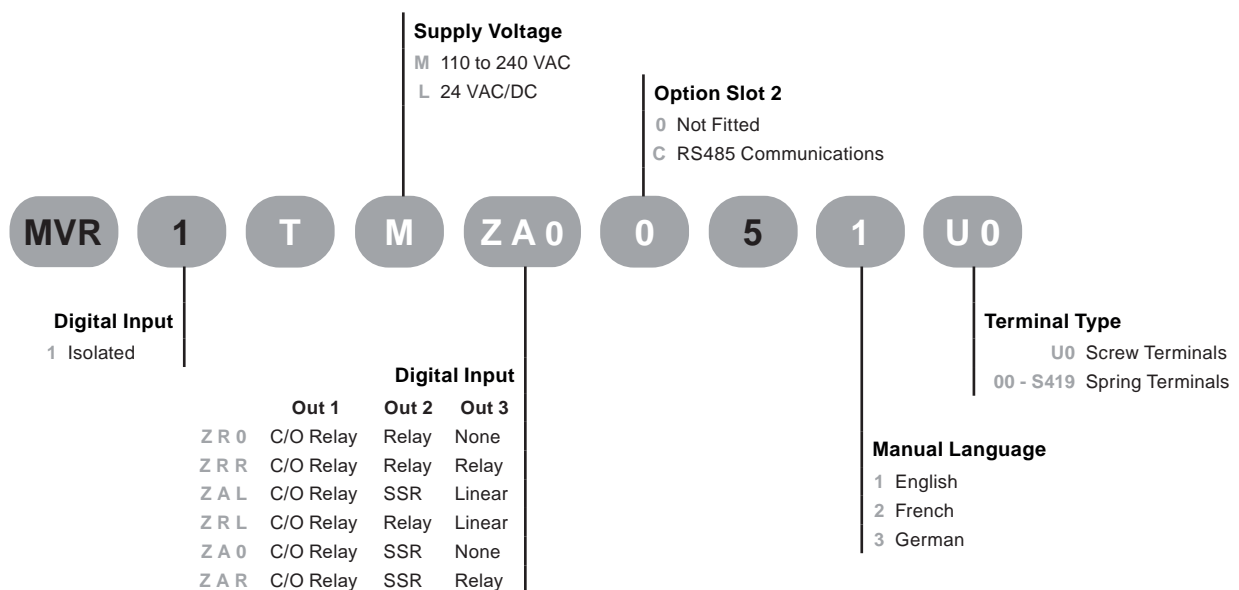 Supply Voltage
M 110 to 240 VAC
L 24 VAC/DC
Option Slot 2
0 Not Fitted
C RS485 Communications
MVR 1 T M Z A 0 0 5 1 U 0
Digital Input
1 Isolated
Terminal Type
U0 Screw Terminals
00 - S419 Spring Terminals
Digital Input
Out 1 Out 2 Out 3
Z R 0 C/O Relay Relay None
Z R R C/O Relay Relay Relay
Z A L C/O Relay SSR Linear
Z R L C/O Relay Relay Linear
Z A 0 C/O Relay SSR None
Z A R C/O Relay SSR Relay
Manual Language
1 English
2 French
3 German